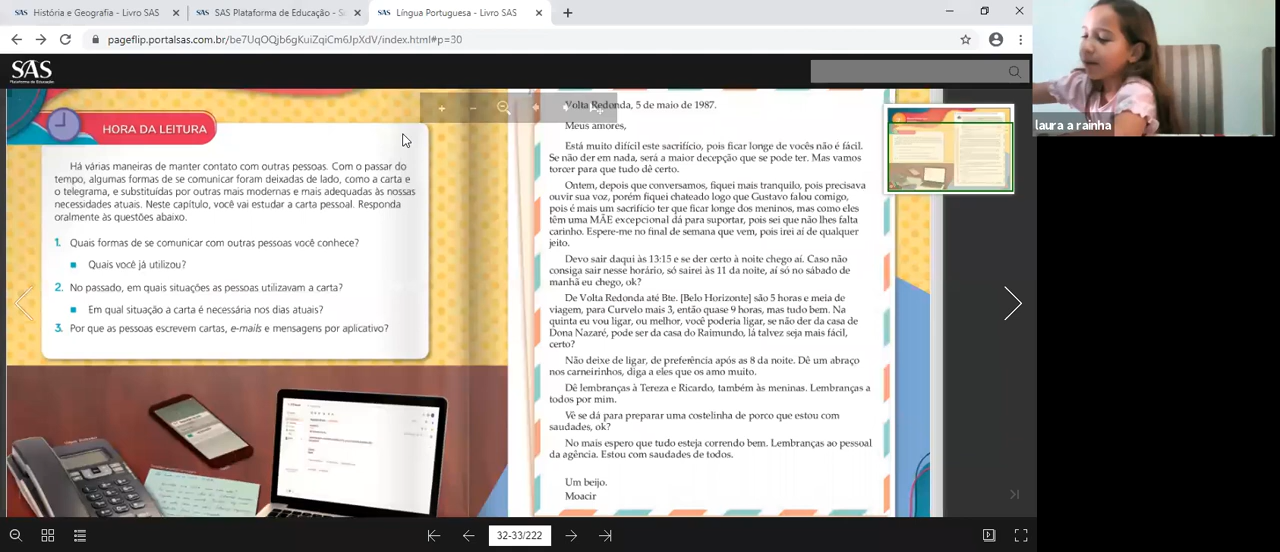 História e Geografia - Livro SAS
SAS Plataforma de Educação - S
Língua Portuguesa - Livro SAS
pageflip.portalsas.com.br/be7UqOQjb6gKuiZqiCm6JpXdV/index.html#p=30
SAS
Plataforma de Educação
laura a rainha
HORA DA LEITURA
Há várias maneiras de manter contato com outras pessoas. Com o passar do
tempo, algumas formas de se comunicar foram deixadas de lado, como a carta e
o telegrama, e substituídas por outras mais modernas e mais adequadas às nossas
necessidades atuais. Neste capítulo, você vai estudar a carta pessoal. Responda
oralmente às questões abaixo.
1. Quais formas de se comunicar com outras pessoas você conhece?
Quais você já utilizou?
2. No passado, em quais situações as pessoas utilizavam a carta?
Em qual situação a carta é necessária nos dias atuais?
3. Por que as pessoas escrevem cartas, e-mails e mensagens por aplicativo?
Volta Redonda, 5 de maio de 1987.
Meus amores,
Está muito difícil este sacrifício, pois ficar longe de vocês não é fácil.
Se não der em nada, será a maior decepção que se pode ter. Mas vamos
torcer para que tudo dê certo.
Ontem, depois que conversamos, fiquei mais tranquilo, pois precisava
ouvir sua voz, porém fiquei chateado logo que Gustavo falou comigo,
pois é mais um sacrifício ter que ficar longe dos meninos, mas como eles
têm uma MÃE excepcional dá para suportar, pois sei que não lhes falta
carinho. Espere-me no final de semana que vem, pois irei aí de qualquer
jeito.
Devo sair daqui às 13:15 e se der certo à noite chego aí. Caso não
consiga sair nesse horário, só sairei às 11 da noite, aí só no sábado de
manhã eu chego, ok?
De Volta Redonda até Bte. [Belo Horizonte] são 5 horas e meia de
viagem, para Curvelo mais 3, então quase 9 horas, mas tudo bem. Na
quinta eu vou ligar, ou melhor, você poderia ligar, se não der da casa de
Dona Nazaré, pode ser da casa do Raimundo, lá talvez seja mais fácil,
certo?
Não deixe de ligar, de preferência após as 8 da noite. Dê um abraço
nos carneirinhos, diga a eles que os amo muito.
Dê lembranças à Tereza e Ricardo, também às meninas. Lembranças a
todos por mim.
Vê se dá para preparar uma costelinha de porco que estou com
saudades, ok?
No mais espero que tudo esteja correndo bem. Lembranças ao pessoal
da agência. Estou com saudades de todos.
Um beijo.
Moacir
32-33/222